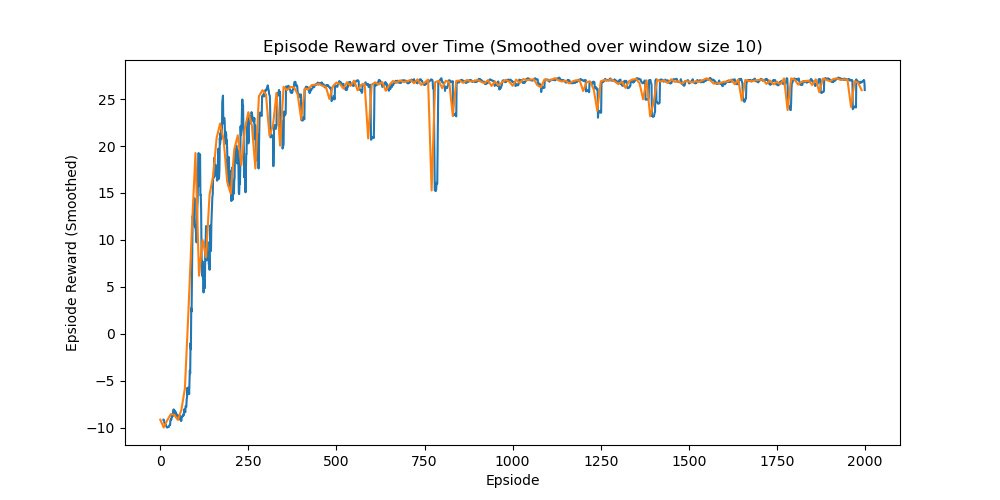 Episode Reward over Time (Smoothed over window size 10)
Epsiode Reward (Smoothed)
25
20
15
10
5
0
−5
−10
0 250 500 750 1000 1250 1500 1750 2000
Epsiode